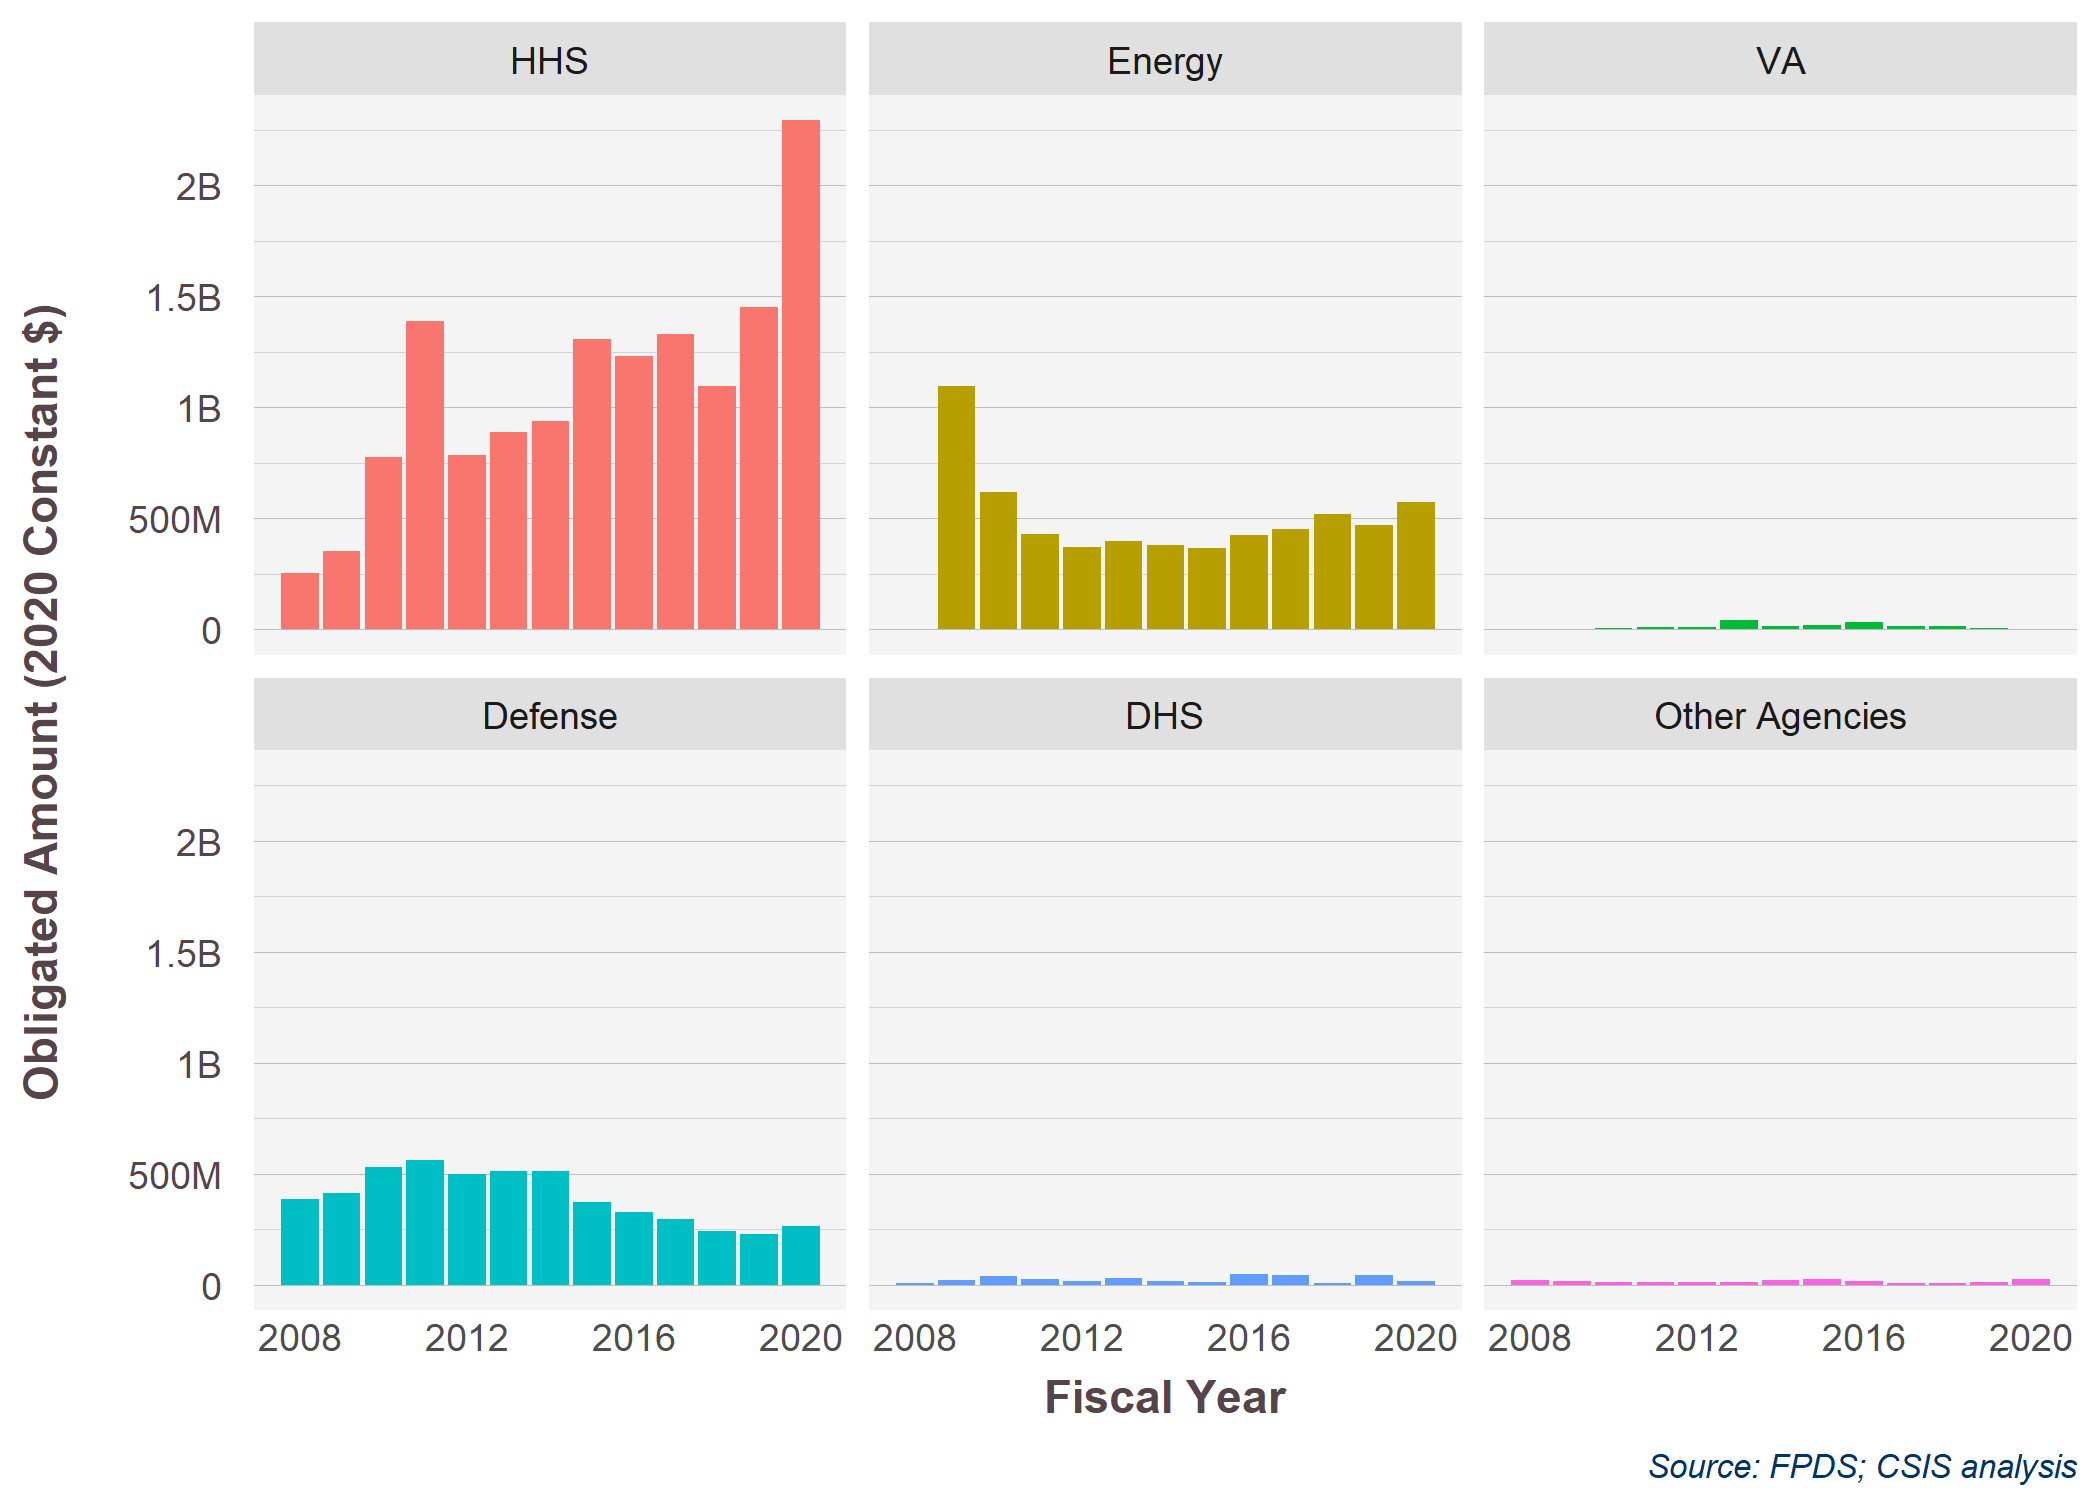 HHS
Energy
VA
2B
1.5B
1B
500M
0
Defense
DHS
Other Agencies
2B
1.5B
1B
500M
0
2008 2012 2016 2020
2008 2012 2016 2020
2008 2012 2016 2020
Obligated Amount (2020 Constant $)
Fiscal Year
Source: FPDS; CSIS analysis